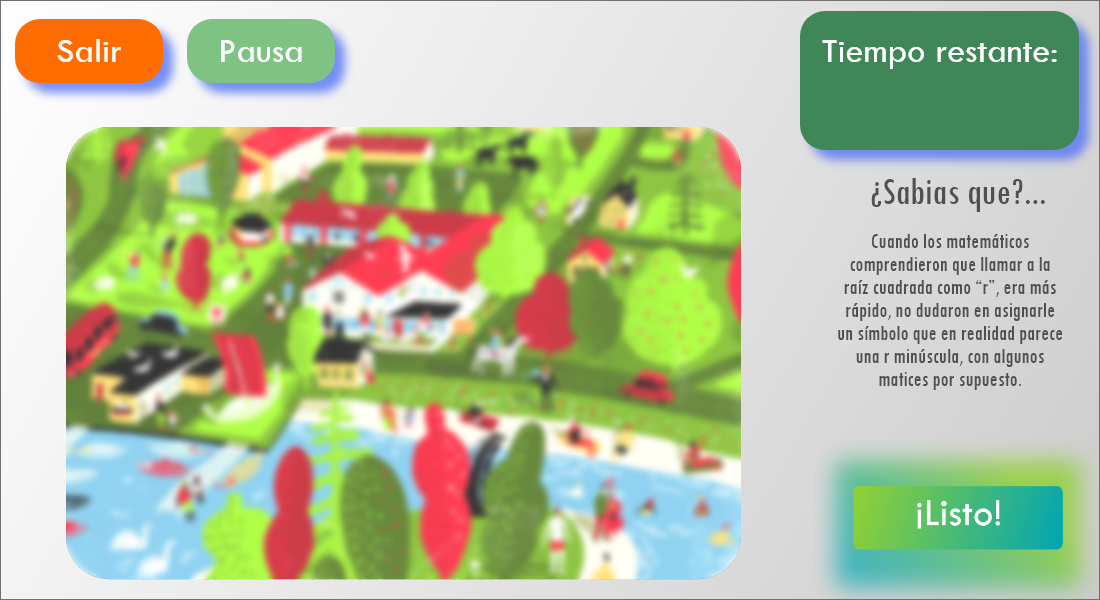 Salir
Pausa
Tiempo restante:
¿Sabias que?...
Cuando los matemáticos
comprendieron que llamar a la
raíz cuadrada como “r”, era más
rápido, no dudaron en asignarle
un símbolo que en realidad parece
una r minúscula, con algunos
matices por supuesto.
¡Listo!